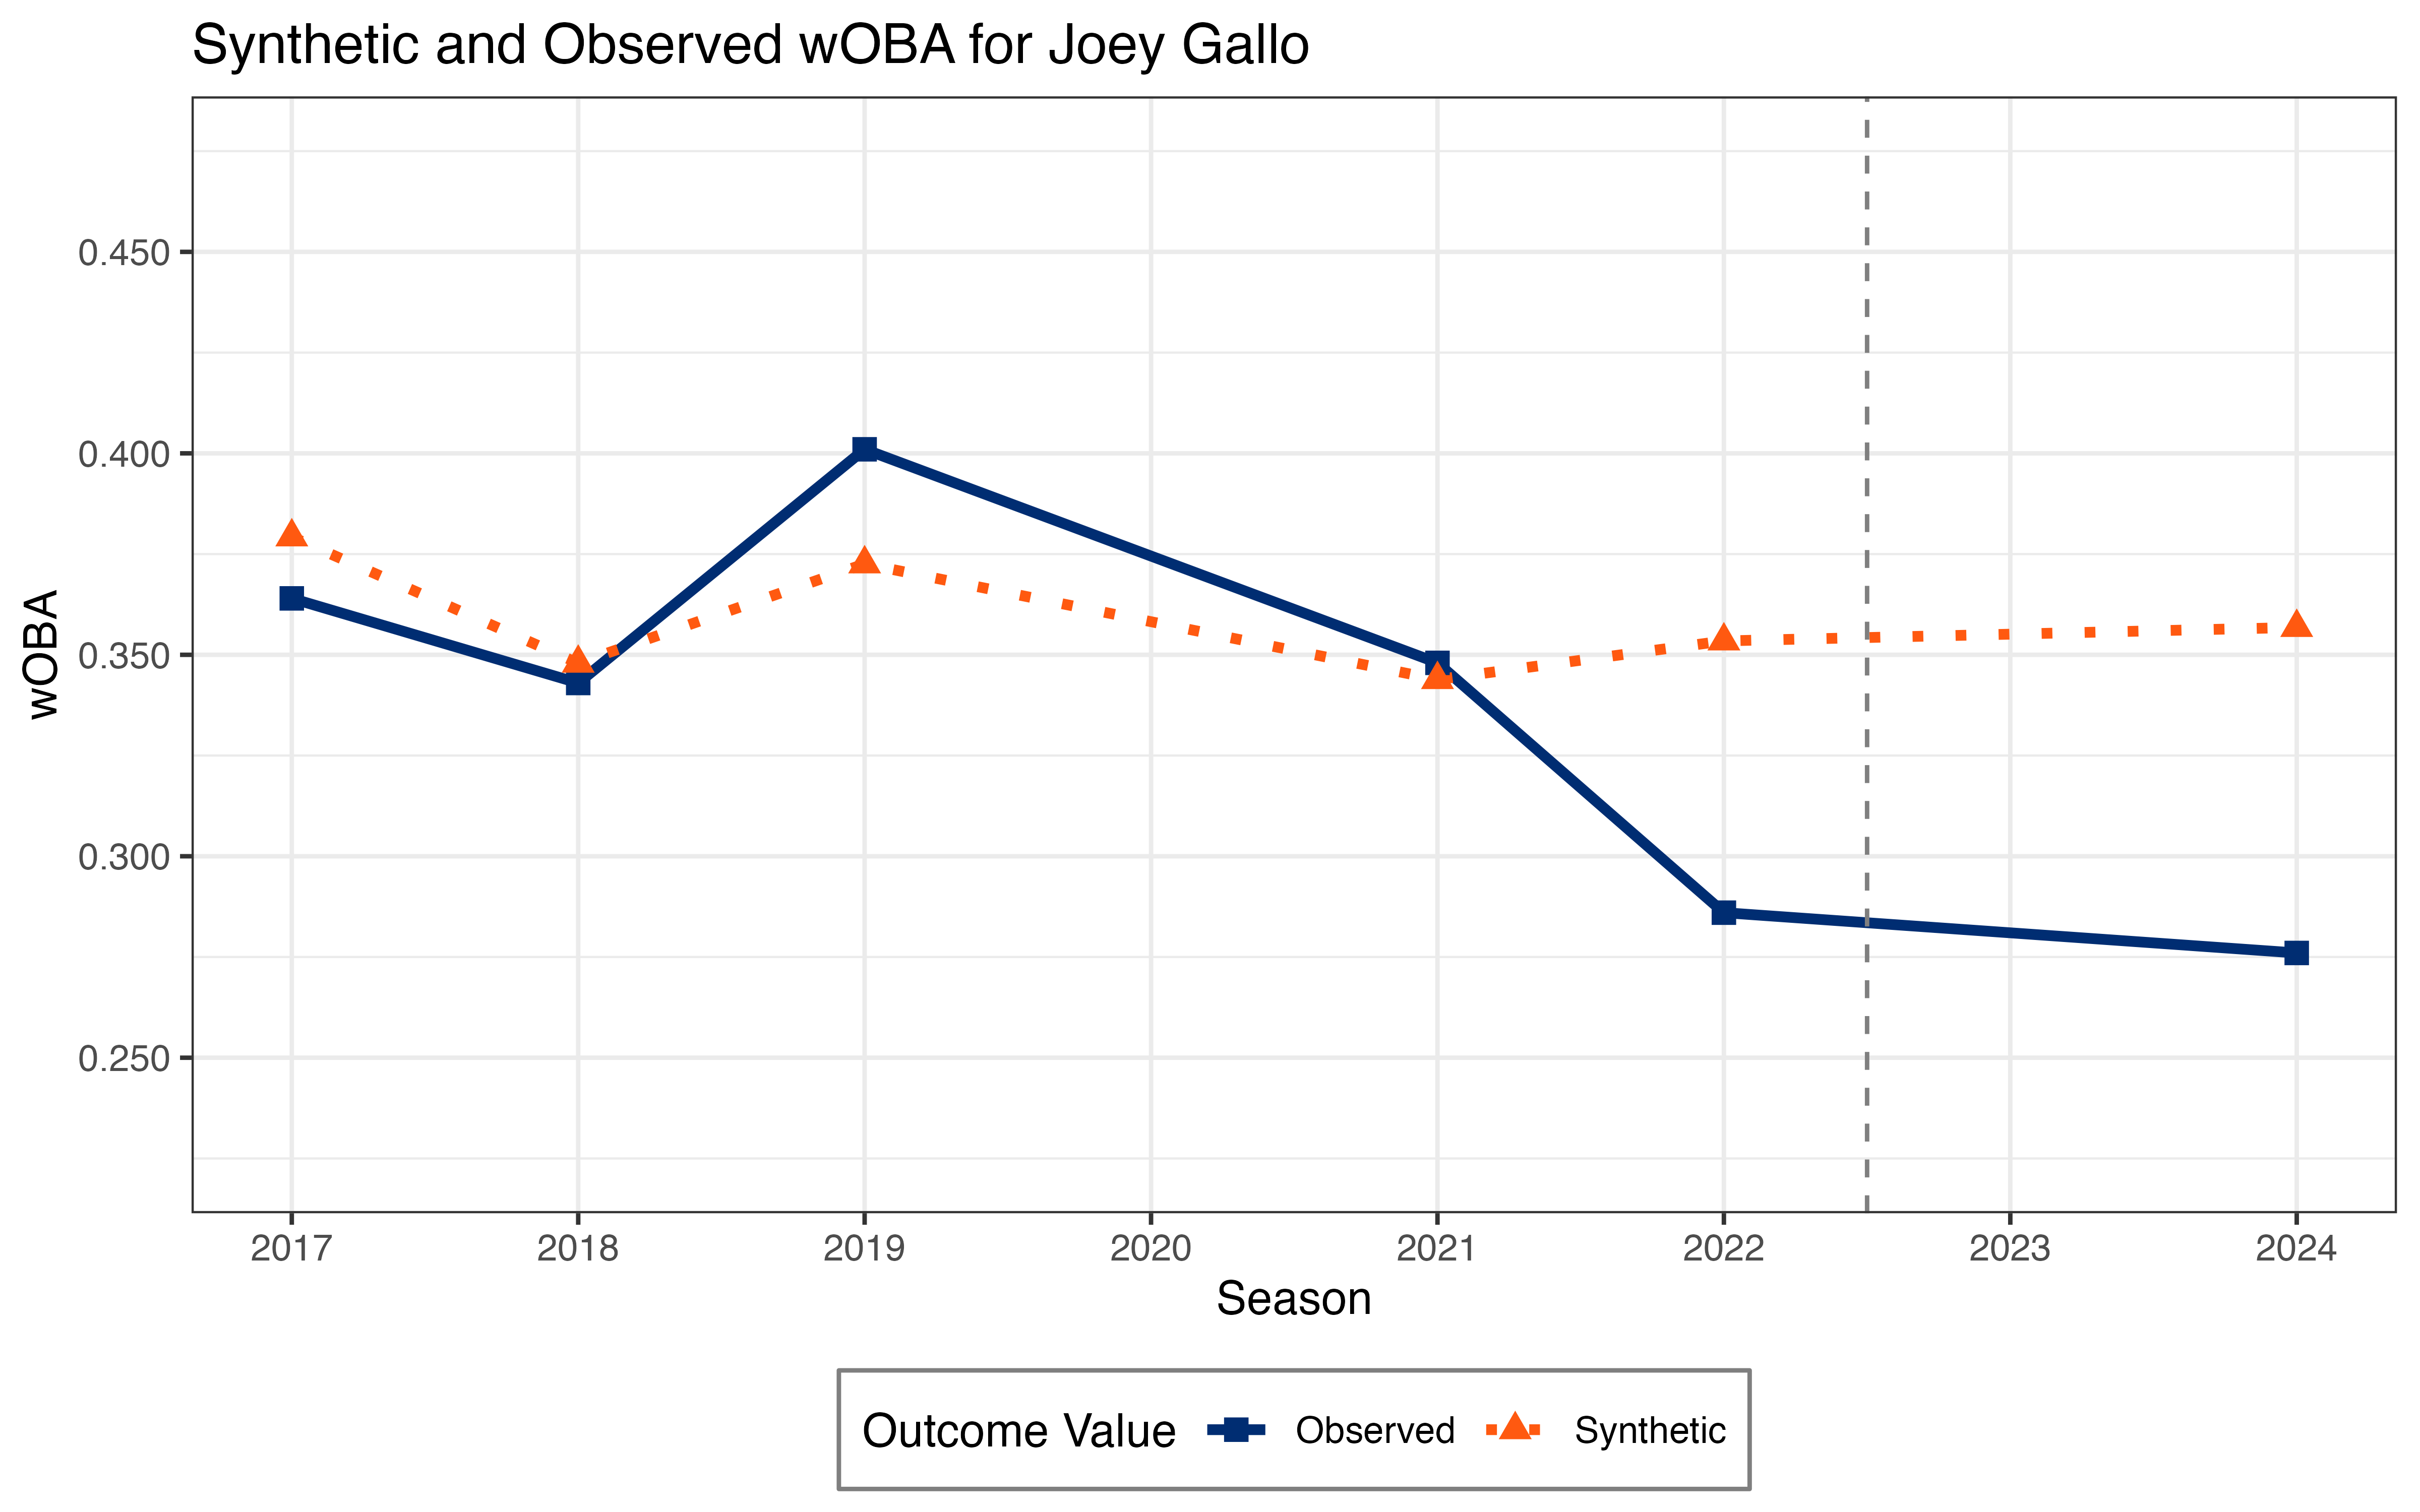 Synthetic and Observed wOBA for Joey Gallo
wOBA
0.450
0.400
0.350
0.300
0.250
2017 2018 2019 2020 2021 2022 2023 2024
Season
Outcome Value Observed Synthetic